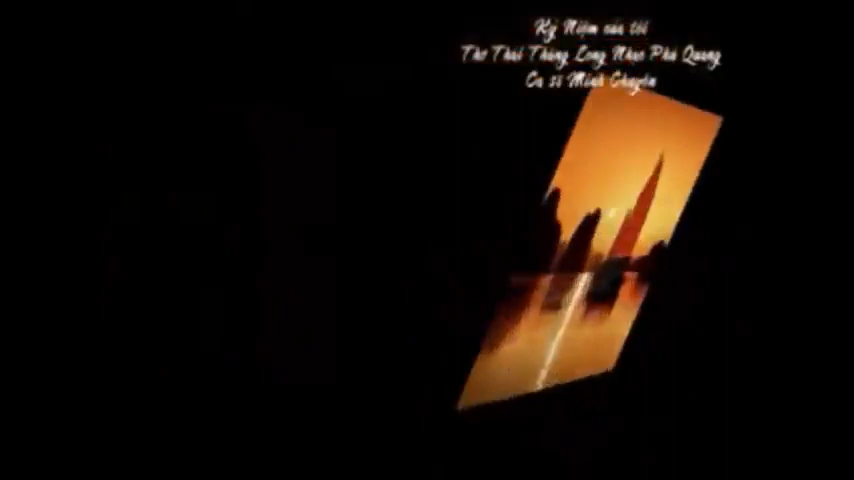 Kỷ Niệm của tôi
Thơ Thái Thăng Long Nhạc Phú Quang
Ca sĩ Minh Chuyên